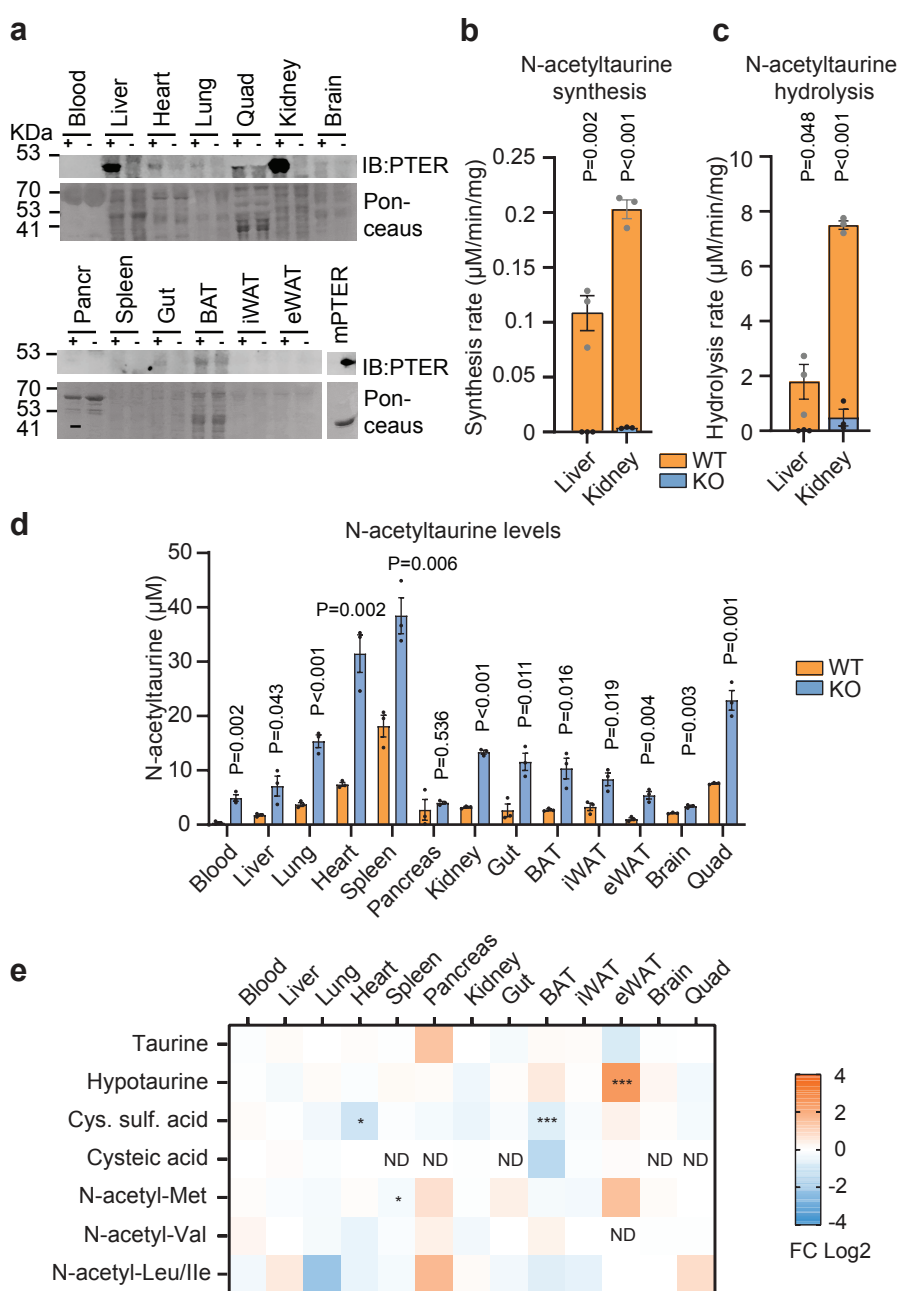 a
Blood
Liver
Heart
Lung
Quad
Kidney
Brain
KDa
+ - + - + - + - + - + - + -
53
IB:PTER
70
53
41
Pon-
ceaus
Pancr
Spleen
Gut
BAT
iWAT
eWAT
mPTER
+ - + - + - + - + - + -
53
IB:PTER
70
53
41
Pon-
ceaus
b
N-acetyltaurine
synthesis
P=0.002
P<0.001
Synthesis rate (µM/min/mg)
0.25
0.2
0.1
0.05
0
Liver
Kidney
WT
KO
c
N-acetyltaurine
hydrolysis
P=0.048
P<0.001
Hydrolysis rate (µM/min/mg)
10
8
6
4
2
0
Liver
Kidney
d
N-acetyltaurine levels
N-acetyltaurine (µM)
50
40
30
20
10
0
P=0.002
P=0.043
P<0.001
P=0.002
P=0.006
P=0.536
P<0.001
P=0.011
P=0.016
P=0.019
P=0.004
P=0.003
P=0.001
WT
KO
Blood
Liver
Lung
Heart
Spleen
Pancreas
Kidney
Gut
BAT
iWAT
eWAT
Brain
Quad
e
Blood
Liver
Lung
Heart
Spleen
Pancreas
Kidney
Gut
BAT
iWAT
eWAT
Brain
Quad
Taurine
Hypotaurine ***
Cys. sulf. acid * ***
Cysteic acid ND ND ND ND ND
N-acetyl-Met *
N-acetyl-Val ND
N-acetyl-Leu/Ile
4
2
0
-2
-4
FC Log2